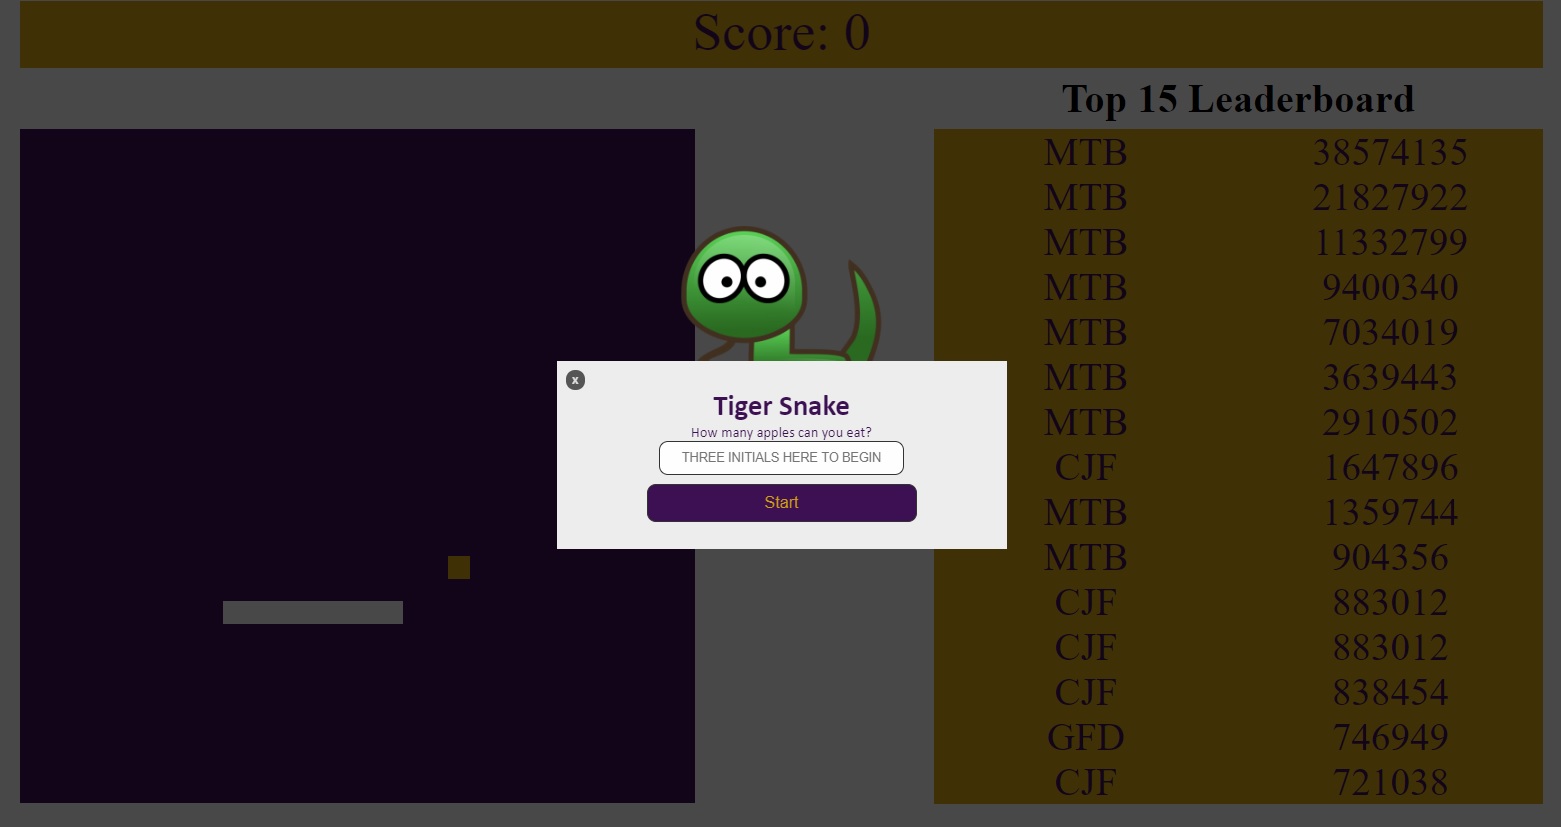 Score: 0
Top 15 Leaderboard
MTB 38574135
MTB 21827922
MTB 11332799
MTB 9400340
MTB 7034019
MTB 3639443
MTB 2910502
CJF 1647896
MTB 1359744
MTB 904356
CJF 883012
CJF 883012
CJF 838454
GFD 746949
CJF 721038
x
Tiger Snake
How many apples can you eat?
THREE INITIALS HERE TO BEGIN
Start